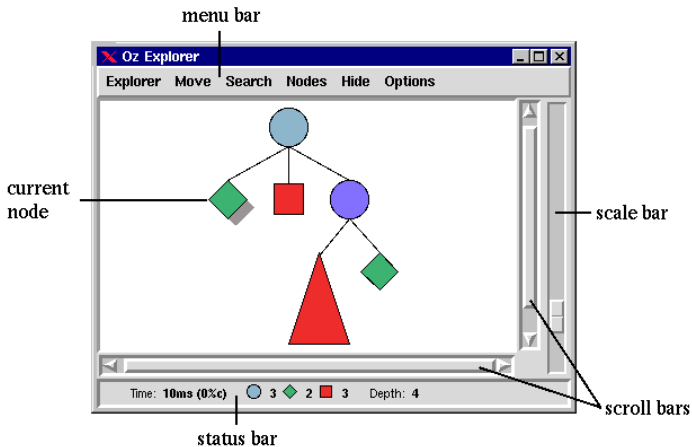 menu bar
Oz Explorer
Explorer Move Search Nodes Hide Options
current
node
scale bar
Time: 10ms (0%c) 3 2 3 Depth: 4
scroll bars
status bar